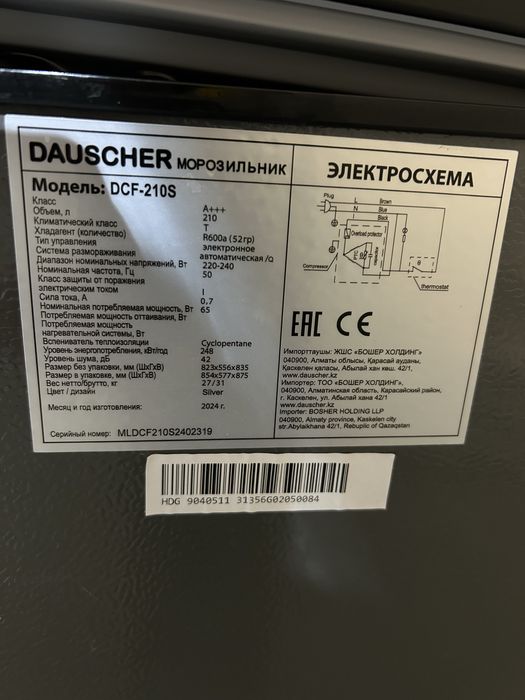 DAUSCHER МОРОЗИЛЬНИК
Модель: DCF-210S
Класс A+++
Объем, л 210
Климатический класс T
Хладагент (количество) R600a (52гр)
Тип управления электронное
Система размораживания автоматическая /Q
Диапазон номинальных напряжений, Вт 220-240
Номинальная частота, Гц 50
Класс защиты от поражения
электрическим током I
Сила тока, А 0.7
Номинальная потребляемая мощность, Вт 65
Потребляемая мощность оттаивания, Вт
Потребляемая мощность
нагревательной системы, Вт
Вспениватель теплоизоляции Cyclopentane
Уровень энергопотребления, кВт/год 248
Уровень шума, дБ 42
Размер без упаковки, мм (ШхГхВ) 823x556x835
Размер в упаковке, мм (ШхГхВ) 854x577x875
Вес нетто/брутто, кг 27/31
Цвет / дизайн Silver
Месяц и год изготовления: 2024 г.
Серийный номер: MLDCF210S2402319
ЭЛЕКТРОСХЕМА
Plug
L Brown
N Blue
Black
Overload protector
Compressor
PTC
θ
thermostat
EAC CE
Импорттаушы: ЖШС «БОШЕР ХОЛДИНГ»
040900, Алматы облысы, Қарасай ауданы,
Қаскелен қаласы, Абылай хан көш. 42/1,
www.dauscher.kz
Импортер: ТОО «БОШЕР ХОЛДИНГ»
040900, Алматинская область, Карасайский район,
г. Каскелен, ул. Абылай хана 42/1
www.dauscher.kz
Importer: BOSHER HOLDING LLP
040900, Almaty province, Kaskelen city
str.Abylaikhana 42/1, Rebuplic of Qazaqstan
HDG 9040511 31356G02050084